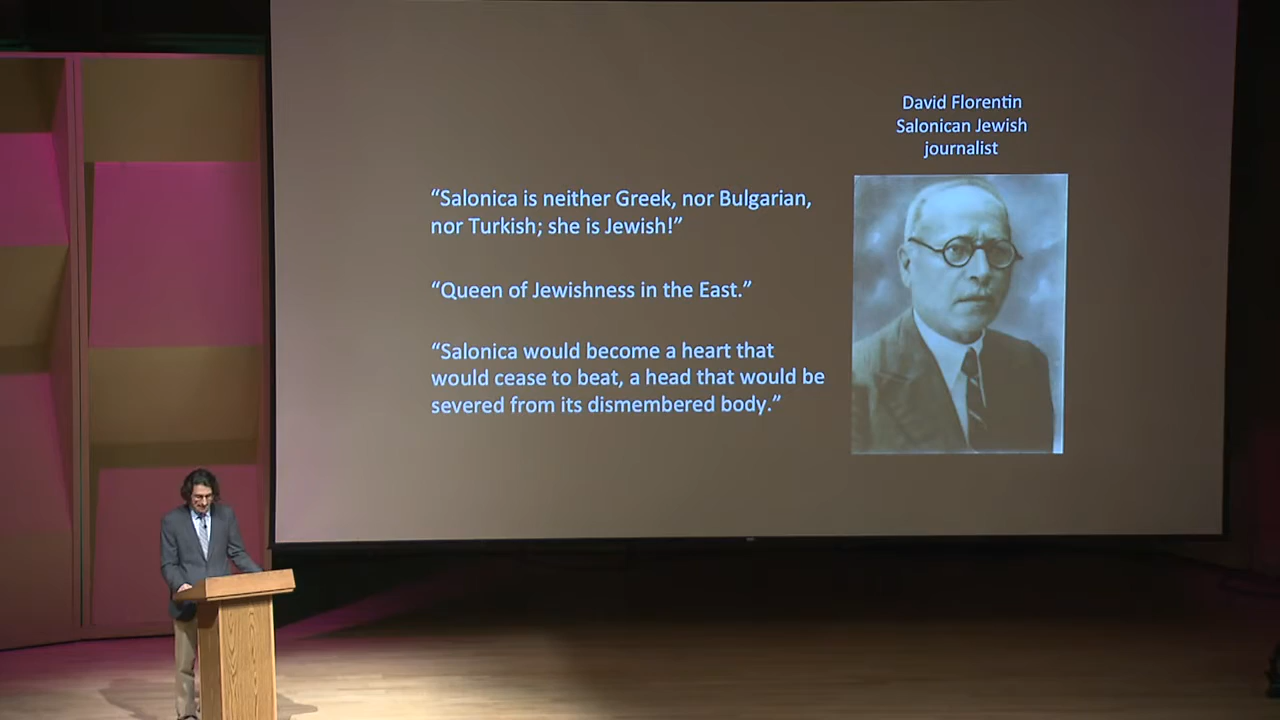 David Florentin
Salonican Jewish
journalist
“Salonica is neither Greek, nor Bulgarian,
nor Turkish; she is Jewish!”
“Queen of Jewishness in the East.”
“Salonica would become a heart that
would cease to beat, a head that would be
severed from its dismembered body.”